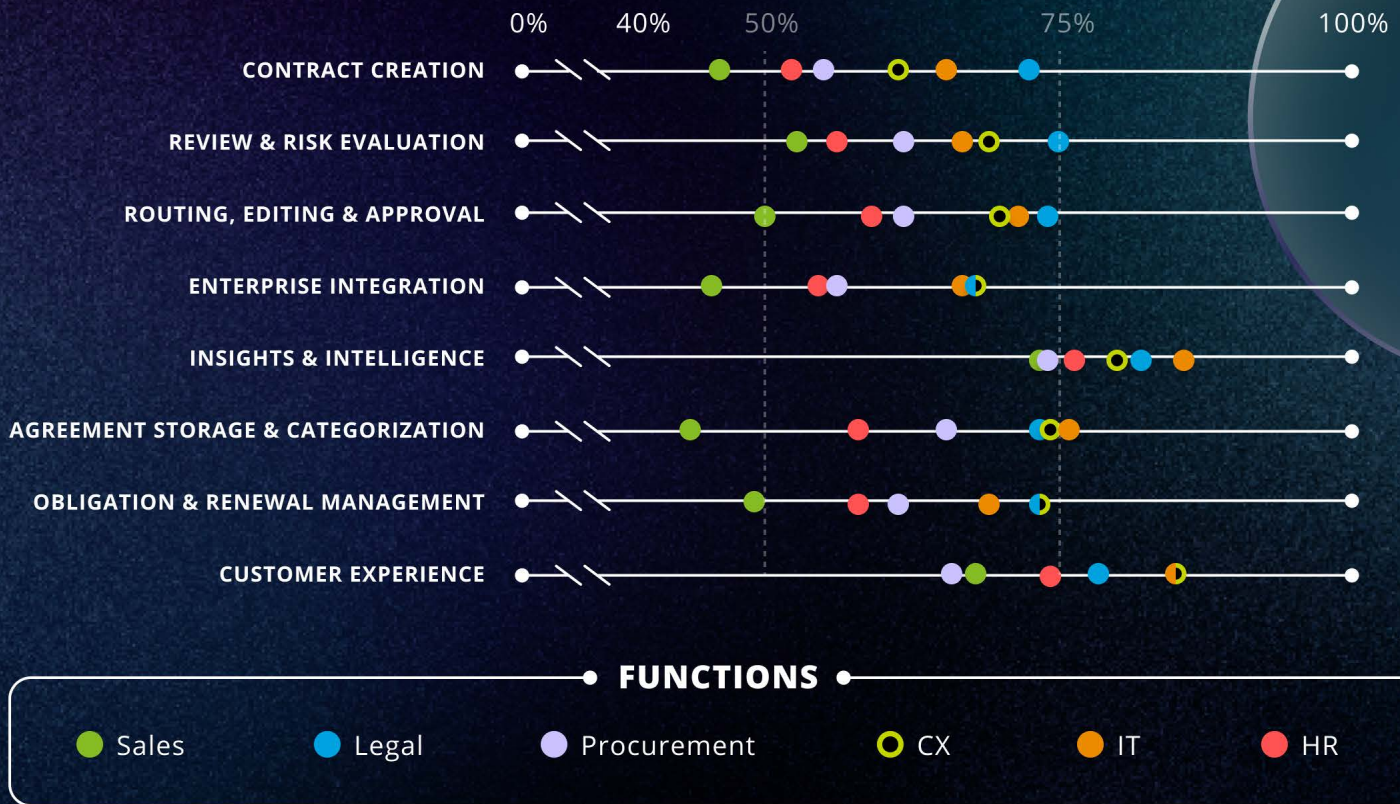 0% 40% 50% 75% 100%
CONTRACT CREATION
REVIEW & RISK EVALUATION
ROUTING, EDITING & APPROVAL
ENTERPRISE INTEGRATION
INSIGHTS & INTELLIGENCE
AGREEMENT STORAGE & CATEGORIZATION
OBLIGATION & RENEWAL MANAGEMENT
CUSTOMER EXPERIENCE
FUNCTIONS
Sales Legal Procurement CX IT HR